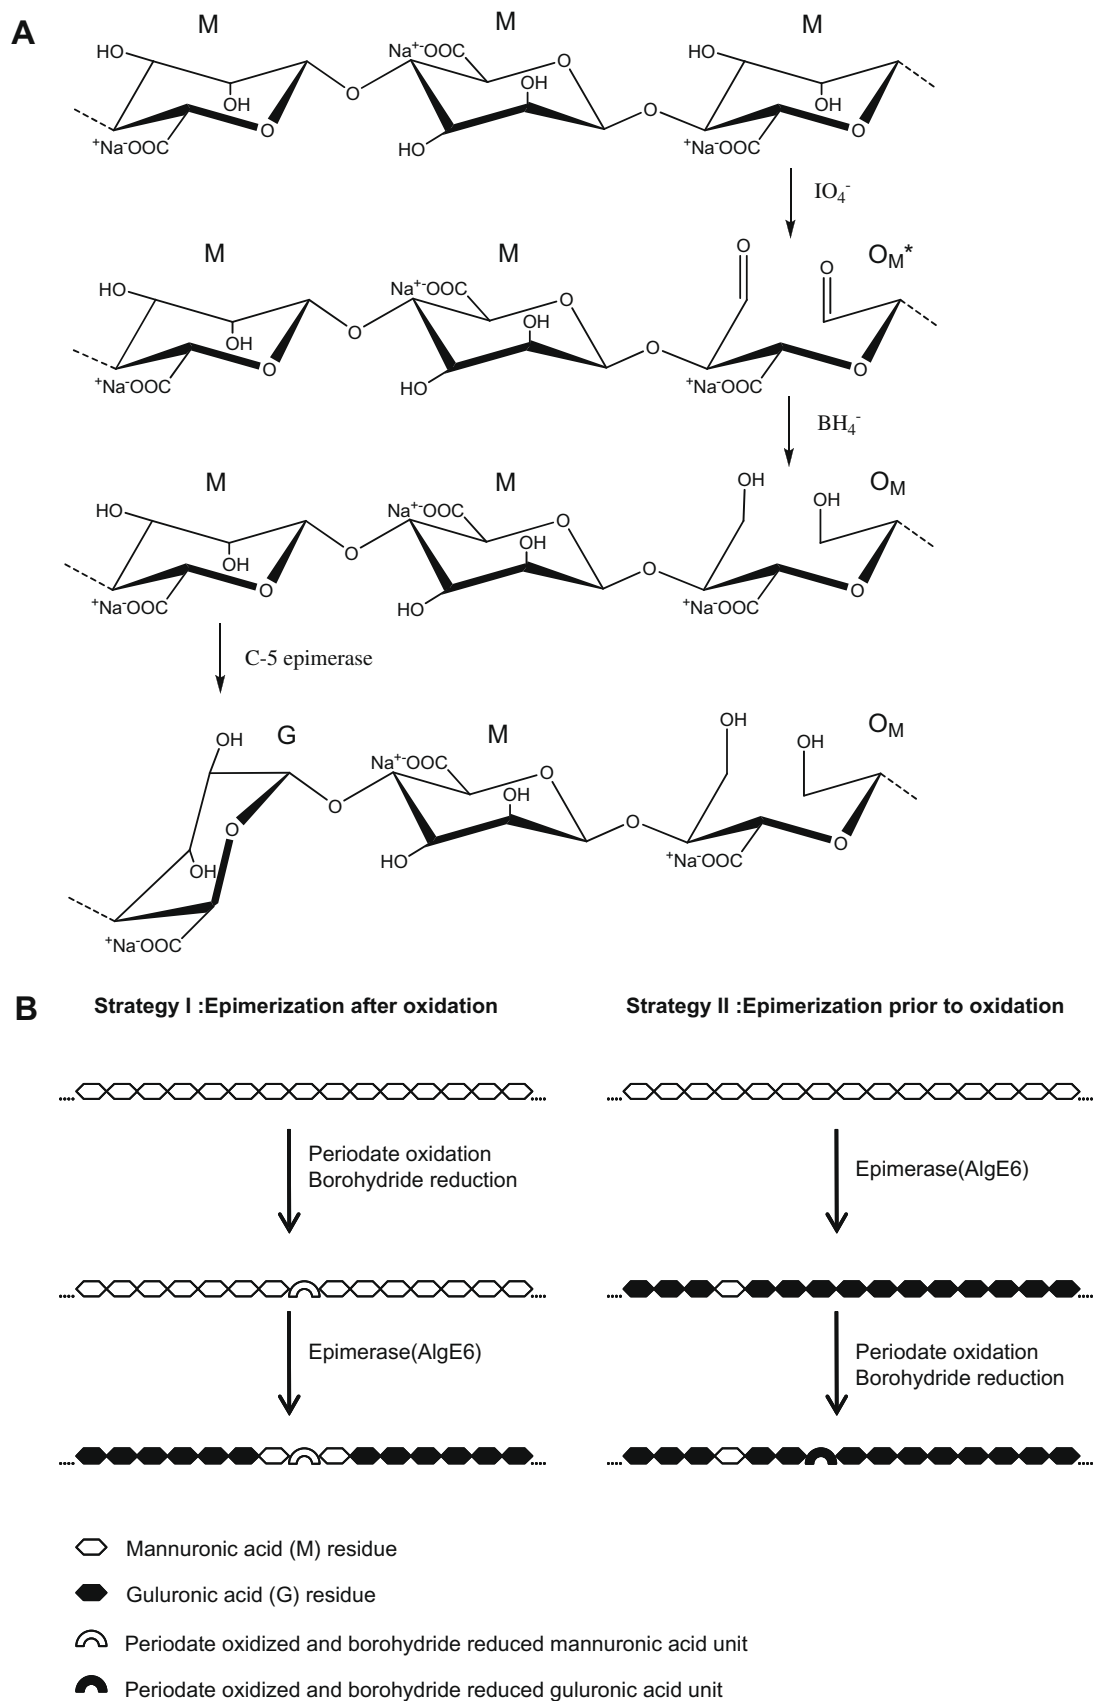 A
M M M
HO Na⁺⁻OOC O HO
OH O OH O OH
⁺Na⁻OOC O HO ⁺Na⁻OOC O
IO₄⁻
M M O O O_M*
HO Na⁺⁻OOC O
OH O OH O
⁺Na⁻OOC O HO ⁺Na⁻OOC O
BH₄⁻
M M OH OH O_M
HO Na⁺⁻OOC O
OH O OH O
⁺Na⁻OOC O HO ⁺Na⁻OOC O
C-5 epimerase
OH G M OH OH O_M
Na⁺⁻OOC O
O O OH O
OH HO ⁺Na⁻OOC O
⁺Na⁻OOC
B Strategy I :Epimerization after oxidation Strategy II :Epimerization prior to oxidation
Periodate oxidation
Borohydride reduction
Epimerase(AlgE6)
Epimerase(AlgE6)
Periodate oxidation
Borohydride reduction
Mannuronic acid (M) residue
Guluronic acid (G) residue
Periodate oxidized and borohydride reduced mannuronic acid unit
Periodate oxidized and borohydride reduced guluronic acid unit